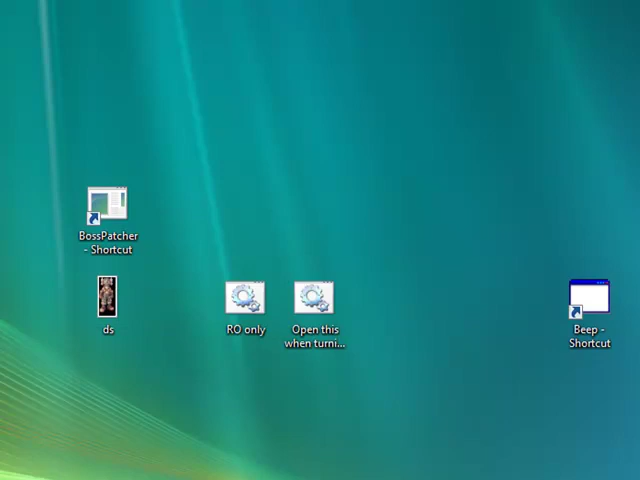 BossPatcher
- Shortcut
ds
RO only
Open this
when turni...
Beep -
Shortcut